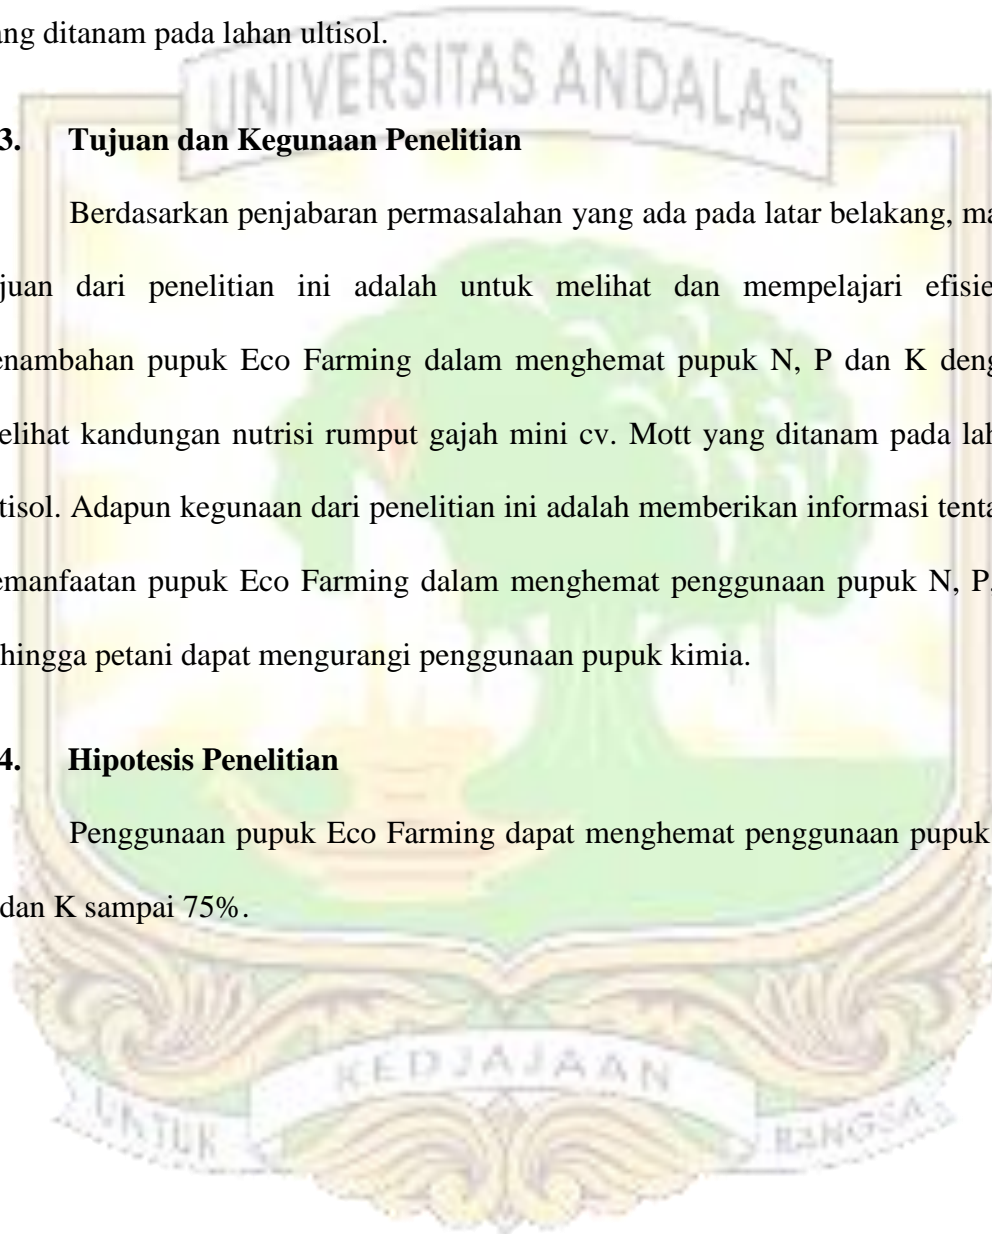 ang ditanam pada lahan ultisol.
UNIVERSITAS ANDALAS
3. Tujuan dan Kegunaan Penelitian
Berdasarkan penjabaran permasalahan yang ada pada latar belakang, ma
juan dari penelitian ini adalah untuk melihat dan mempelajari efisie
enambahan pupuk Eco Farming dalam menghemat pupuk N, P dan K deng
elihat kandungan nutrisi rumput gajah mini cv. Mott yang ditanam pada lah
tisol. Adapun kegunaan dari penelitian ini adalah memberikan informasi tenta
emanfaatan pupuk Eco Farming dalam menghemat penggunaan pupuk N, P,
hingga petani dapat mengurangi penggunaan pupuk kimia.
4. Hipotesis Penelitian
Penggunaan pupuk Eco Farming dapat menghemat penggunaan pupuk
dan K sampai 75%.
KEDJAJAAN
UNTUK BANGSA